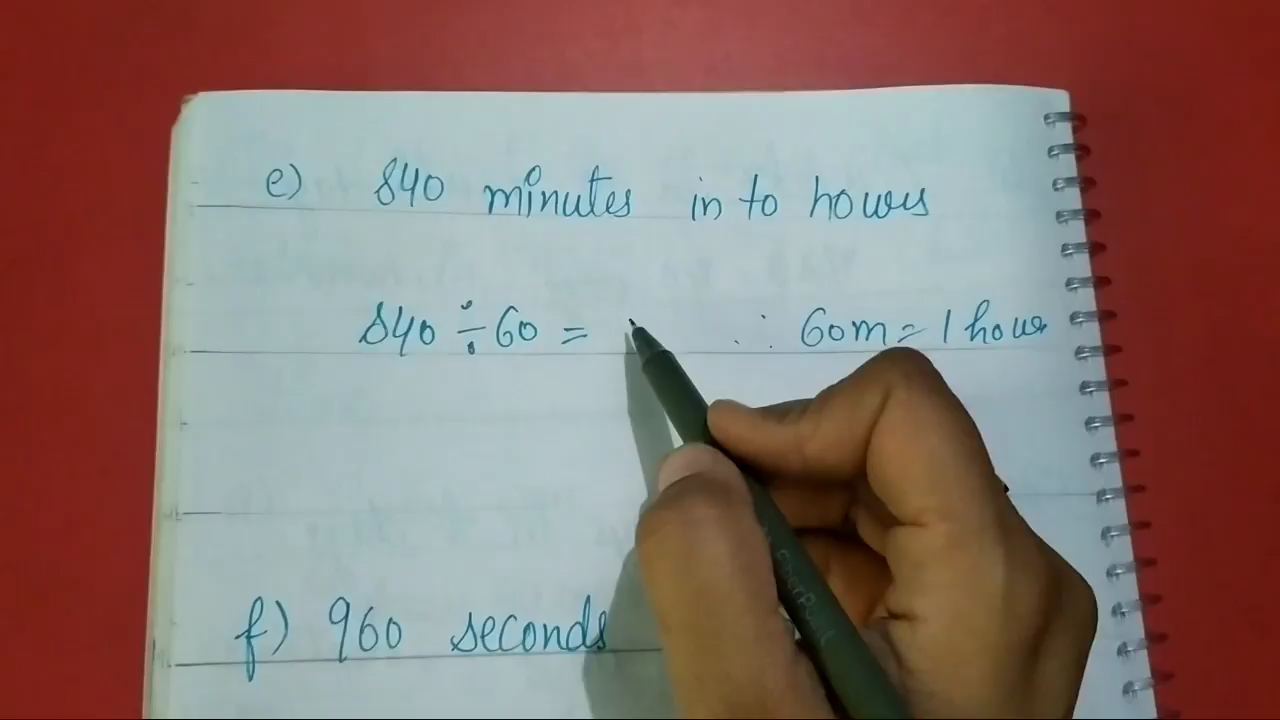 e) 840 minutes in to hours
840 ÷ 60 = ∴ 60m = 1 hour
f) 960 seconds